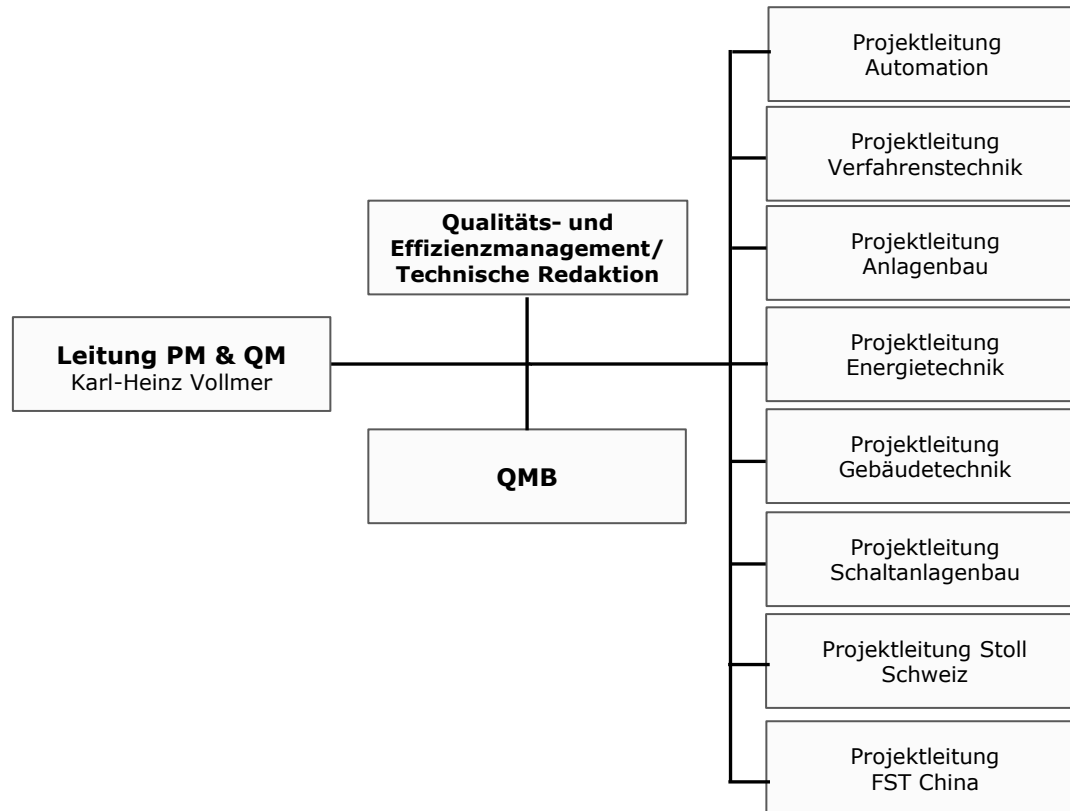 Leitung PM & QM
Karl-Heinz Vollmer
Qualitäts- und
Effizienzmanagement/
Technische Redaktion
QMB
Projektleitung
Automation
Projektleitung
Verfahrenstechnik
Projektleitung
Anlagenbau
Projektleitung
Energietechnik
Projektleitung
Gebäudetechnik
Projektleitung
Schaltanlagenbau
Projektleitung Stoll
Schweiz
Projektleitung
FST China